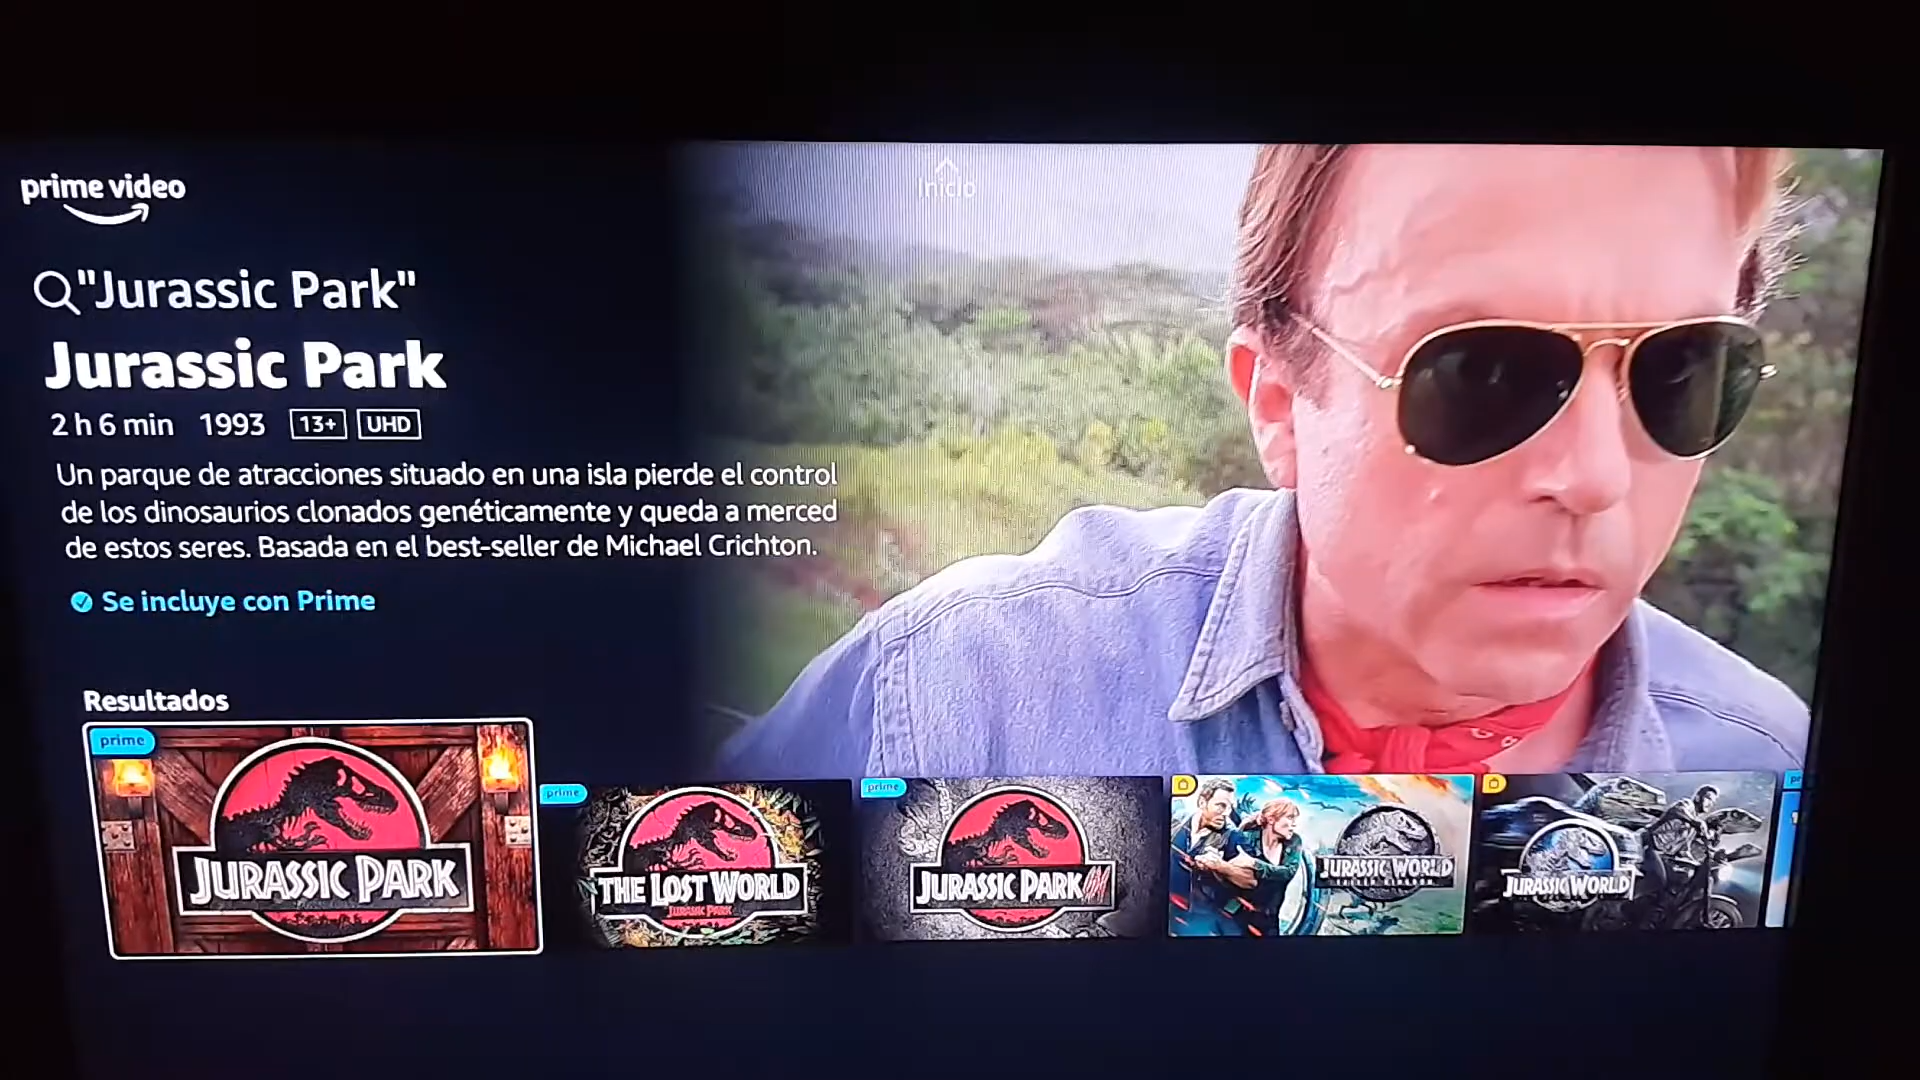 prime video
Inicio
"Jurassic Park"
Jurassic Park
2 h 6 min 1993 13+ UHD
Un parque de atracciones situado en una isla pierde el control
de los dinosaurios clonados genéticamente y queda a merced
de estos seres. Basada en el best-seller de Michael Crichton.
Se incluye con Prime
Resultados
prime
JURASSIC PARK
prime
THE LOST WORLD
JURASSIC PARK
prime
JURASSIC PARK
JURASSIC WORLD
FALLEN KINGDOM
JURASSIC WORLD